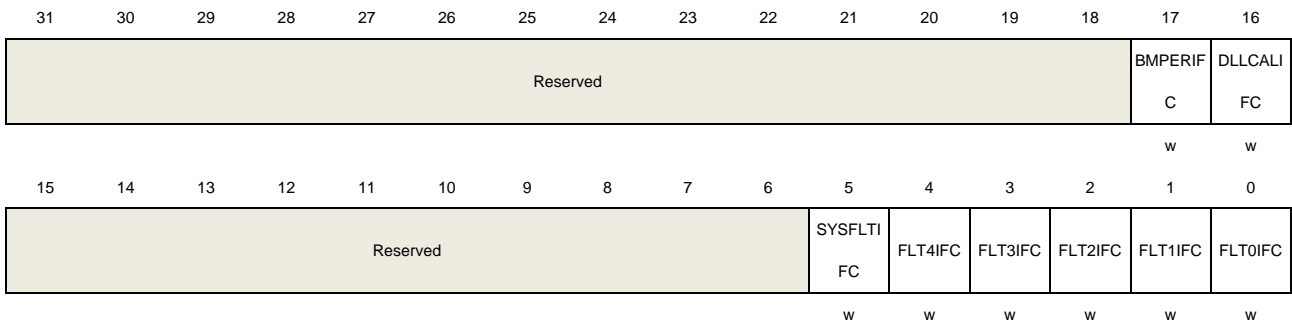 31 30 29 28 27 26 25 24 23 22 21 20 19 18 17 16
Reserved BMPERIF DLLCALI
C FC
w w
15 14 13 12 11 10 9 8 7 6 5 4 3 2 1 0
Reserved SYSFLTI FLT4IFC FLT3IFC FLT2IFC FLT1IFC FLT0IFC
FC
w w w w w w